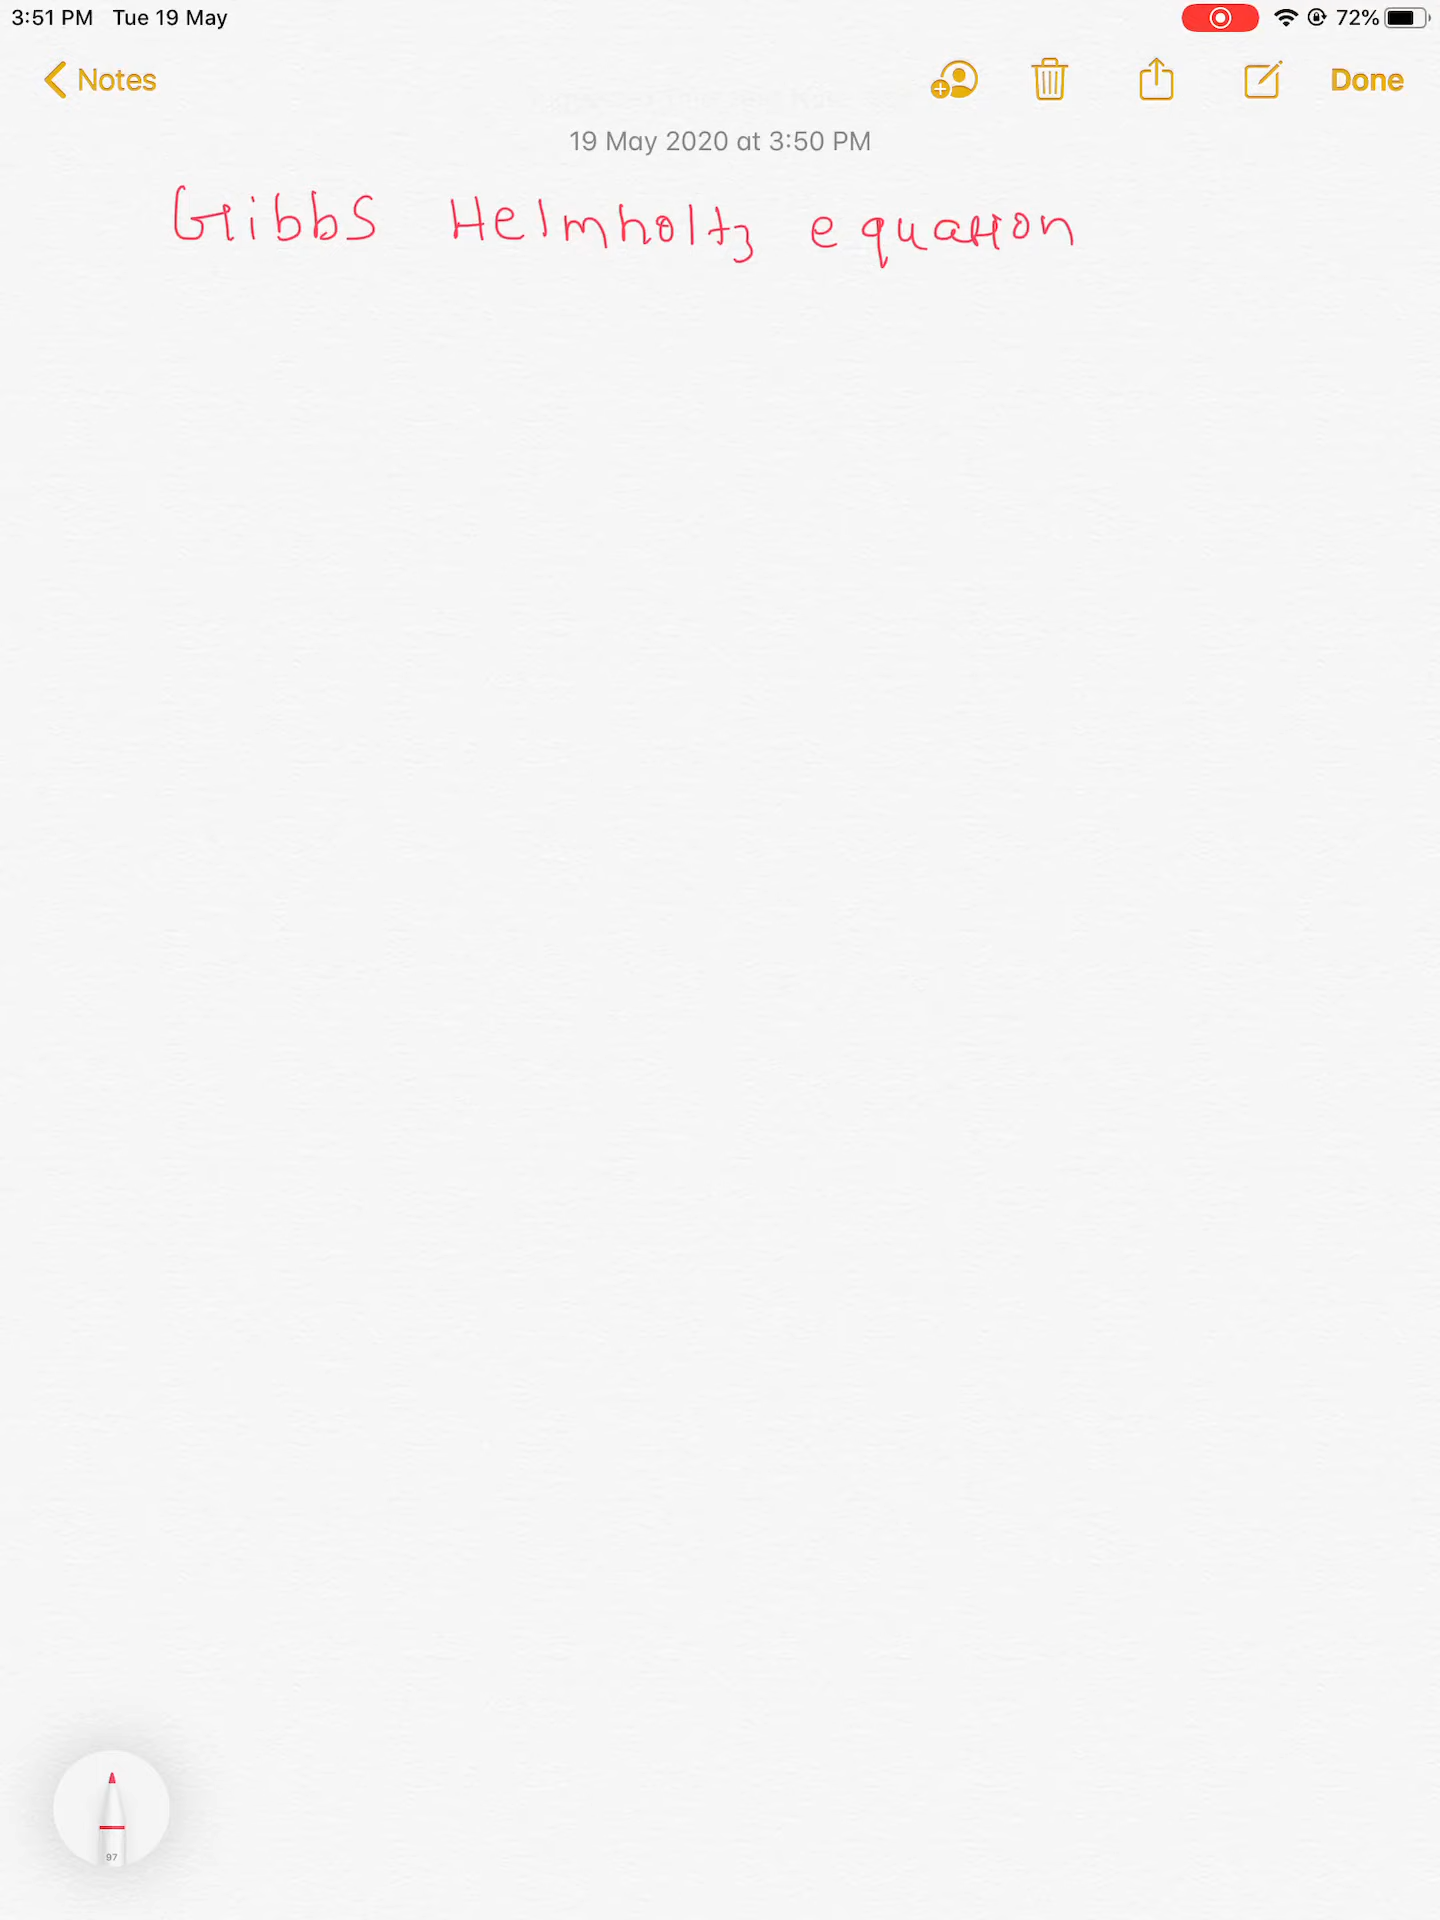 3:51 PM Tue 19 May 72%
Notes Done
19 May 2020 at 3:50 PM
Gibbs Helmholtz equation
97